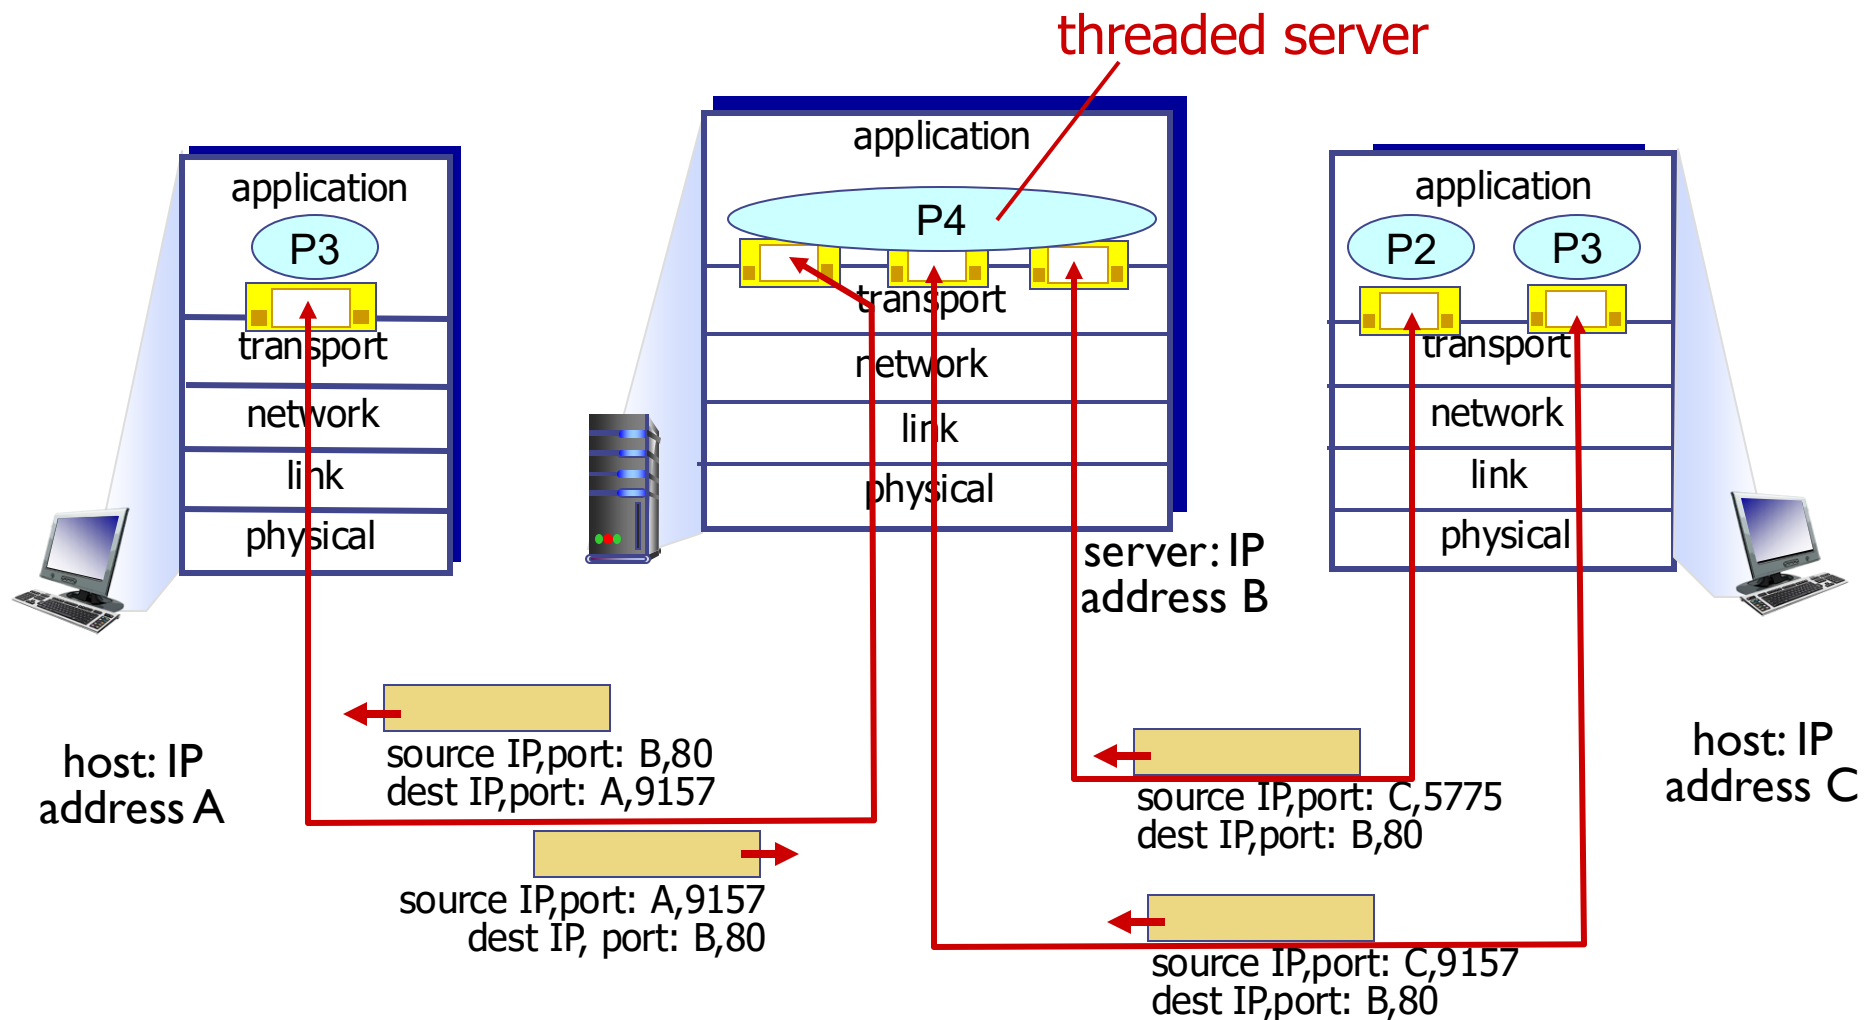 threaded server
application
P3
transport
network
link
physical
application
P4
transport
network
link
physical
application
P2
P3
transport
network
link
physical
server: IP
address B
host: IP
address A
source IP,port: B,80
dest IP,port: A,9157
source IP,port: A,9157
dest IP, port: B,80
source IP,port: C,5775
dest IP,port: B,80
source IP,port: C,9157
dest IP,port: B,80
host: IP
address C